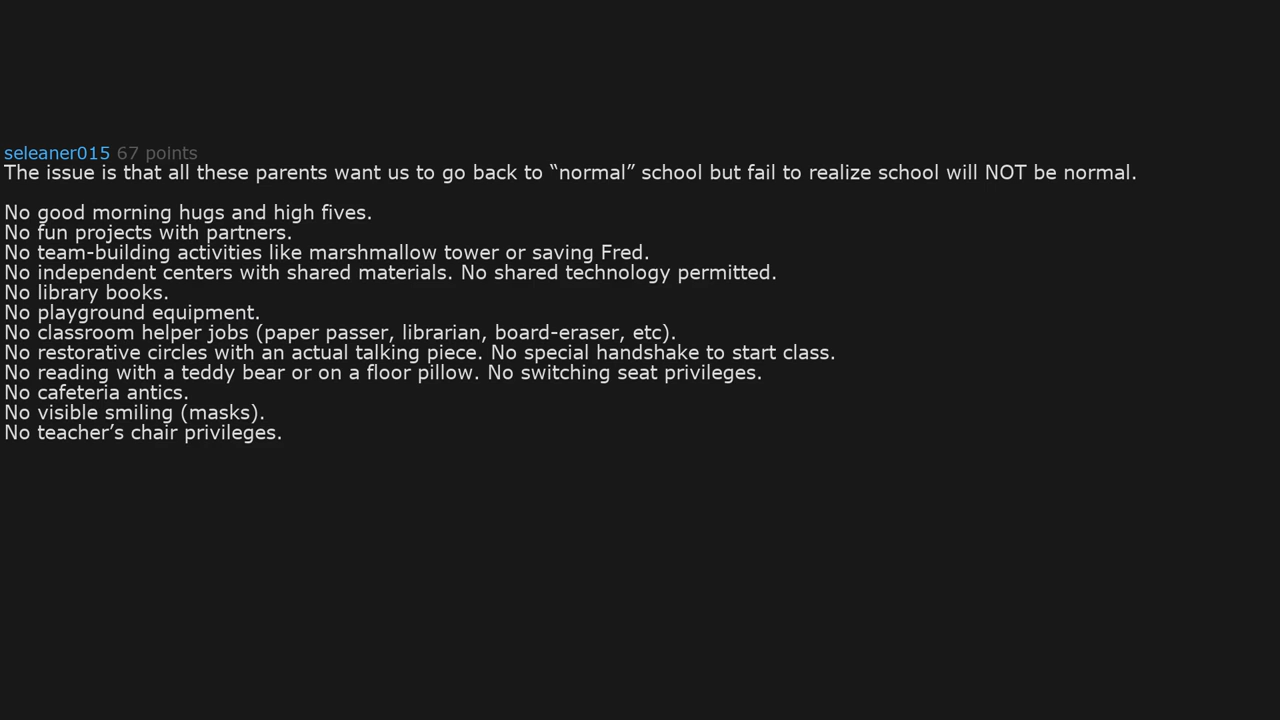 seleaner015 67 points
The issue is that all these parents want us to go back to “normal” school but fail to realize school will NOT be normal.
No good morning hugs and high fives.
No fun projects with partners.
No team-building activities like marshmallow tower or saving Fred.
No independent centers with shared materials. No shared technology permitted.
No library books.
No playground equipment.
No classroom helper jobs (paper passer, librarian, board-eraser, etc).
No restorative circles with an actual talking piece. No special handshake to start class.
No reading with a teddy bear or on a floor pillow. No switching seat privileges.
No cafeteria antics.
No visible smiling (masks).
No teacher’s chair privileges.